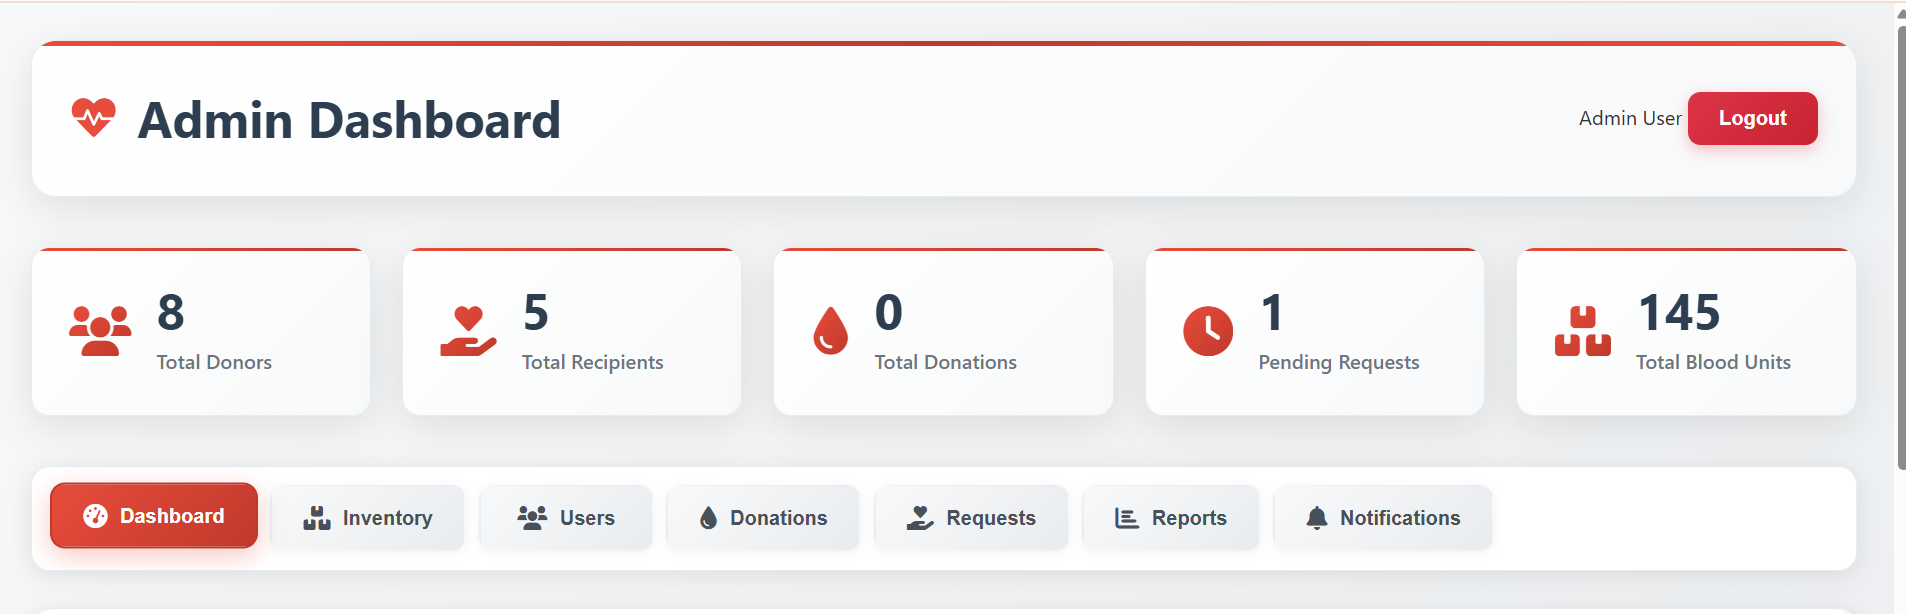 Admin Dashboard
Admin User
Logout
8
Total Donors
5
Total Recipients
0
Total Donations
1
Pending Requests
145
Total Blood Units
Dashboard
Inventory
Users
Donations
Requests
Reports
Notifications